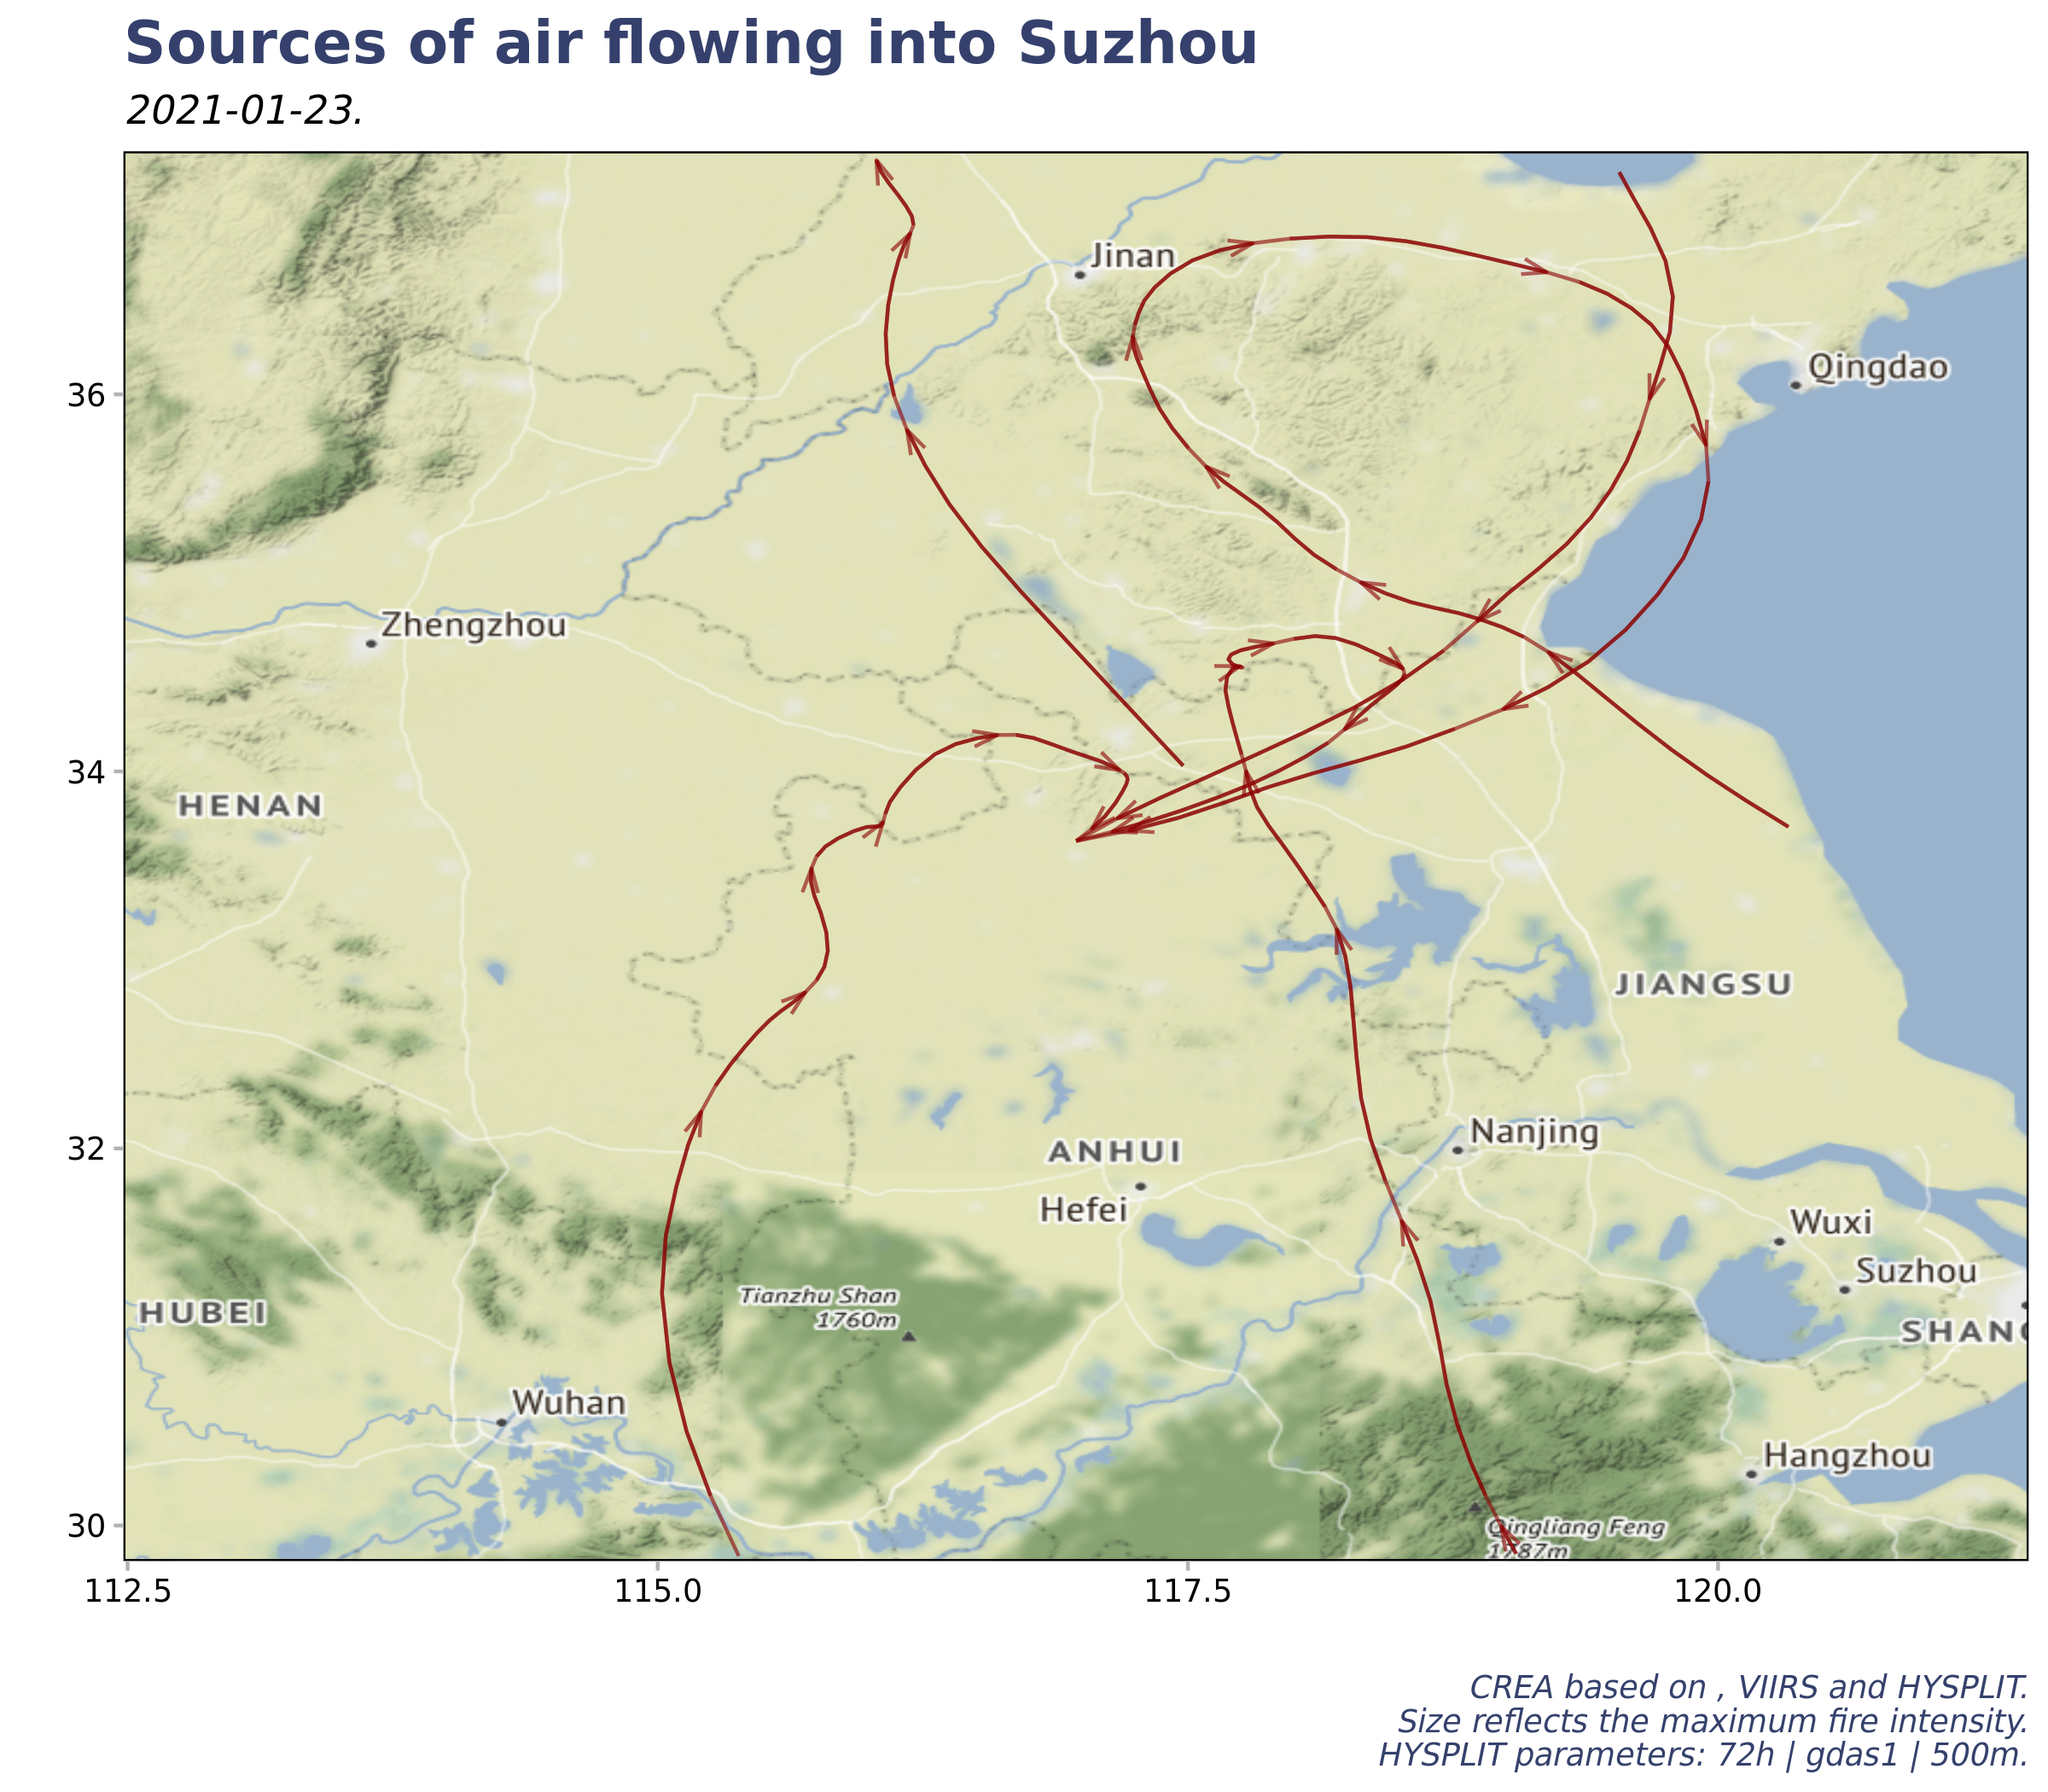 Sources of air flowing into Suzhou
2021-01-23.
Jinan
Qingdao
36
Zhengzhou
34
HENAN
JIANGSU
Nanjing
32
ANHUI
Hefei
Wuxi
Suzhou
Tianzhu Shan
1760m
HUBEI
SHANG
Wuhan
Hangzhou
30
Qingliang Feng
1787m
112.5
115.0
117.5
120.0
CREA based on , VIIRS and HYSPLIT.
Size reflects the maximum fire intensity.
HYSPLIT parameters: 72h | gdas1 | 500m.